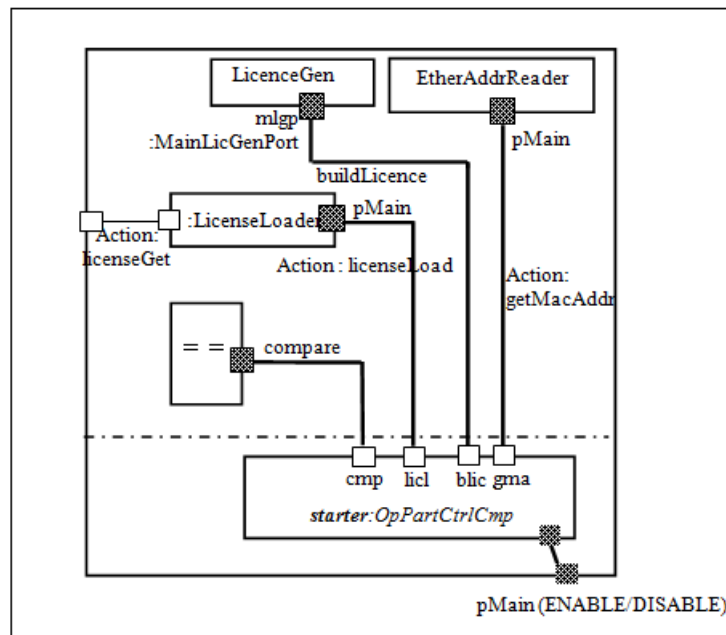 LicenceGen
EtherAddrReader
mlgp
:MainLicGenPort
pMain
buildLicence
:LicenseLoader
pMain
Action:
licenseGet
Action : licenseLoad
Action:
getMacAddr
= =
compare
cmp
licl
blic
gma
starter:OpPartCtrlCmp
pMain (ENABLE/DISABLE)